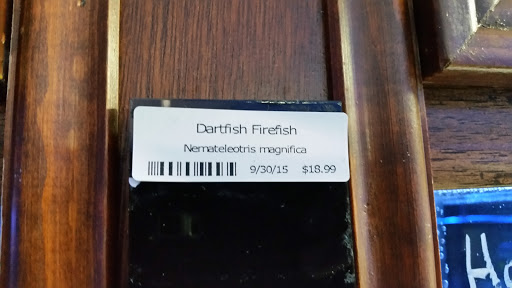 Dartfish Firefish
Nemateleotris magnifica
9/30/15 $18.99